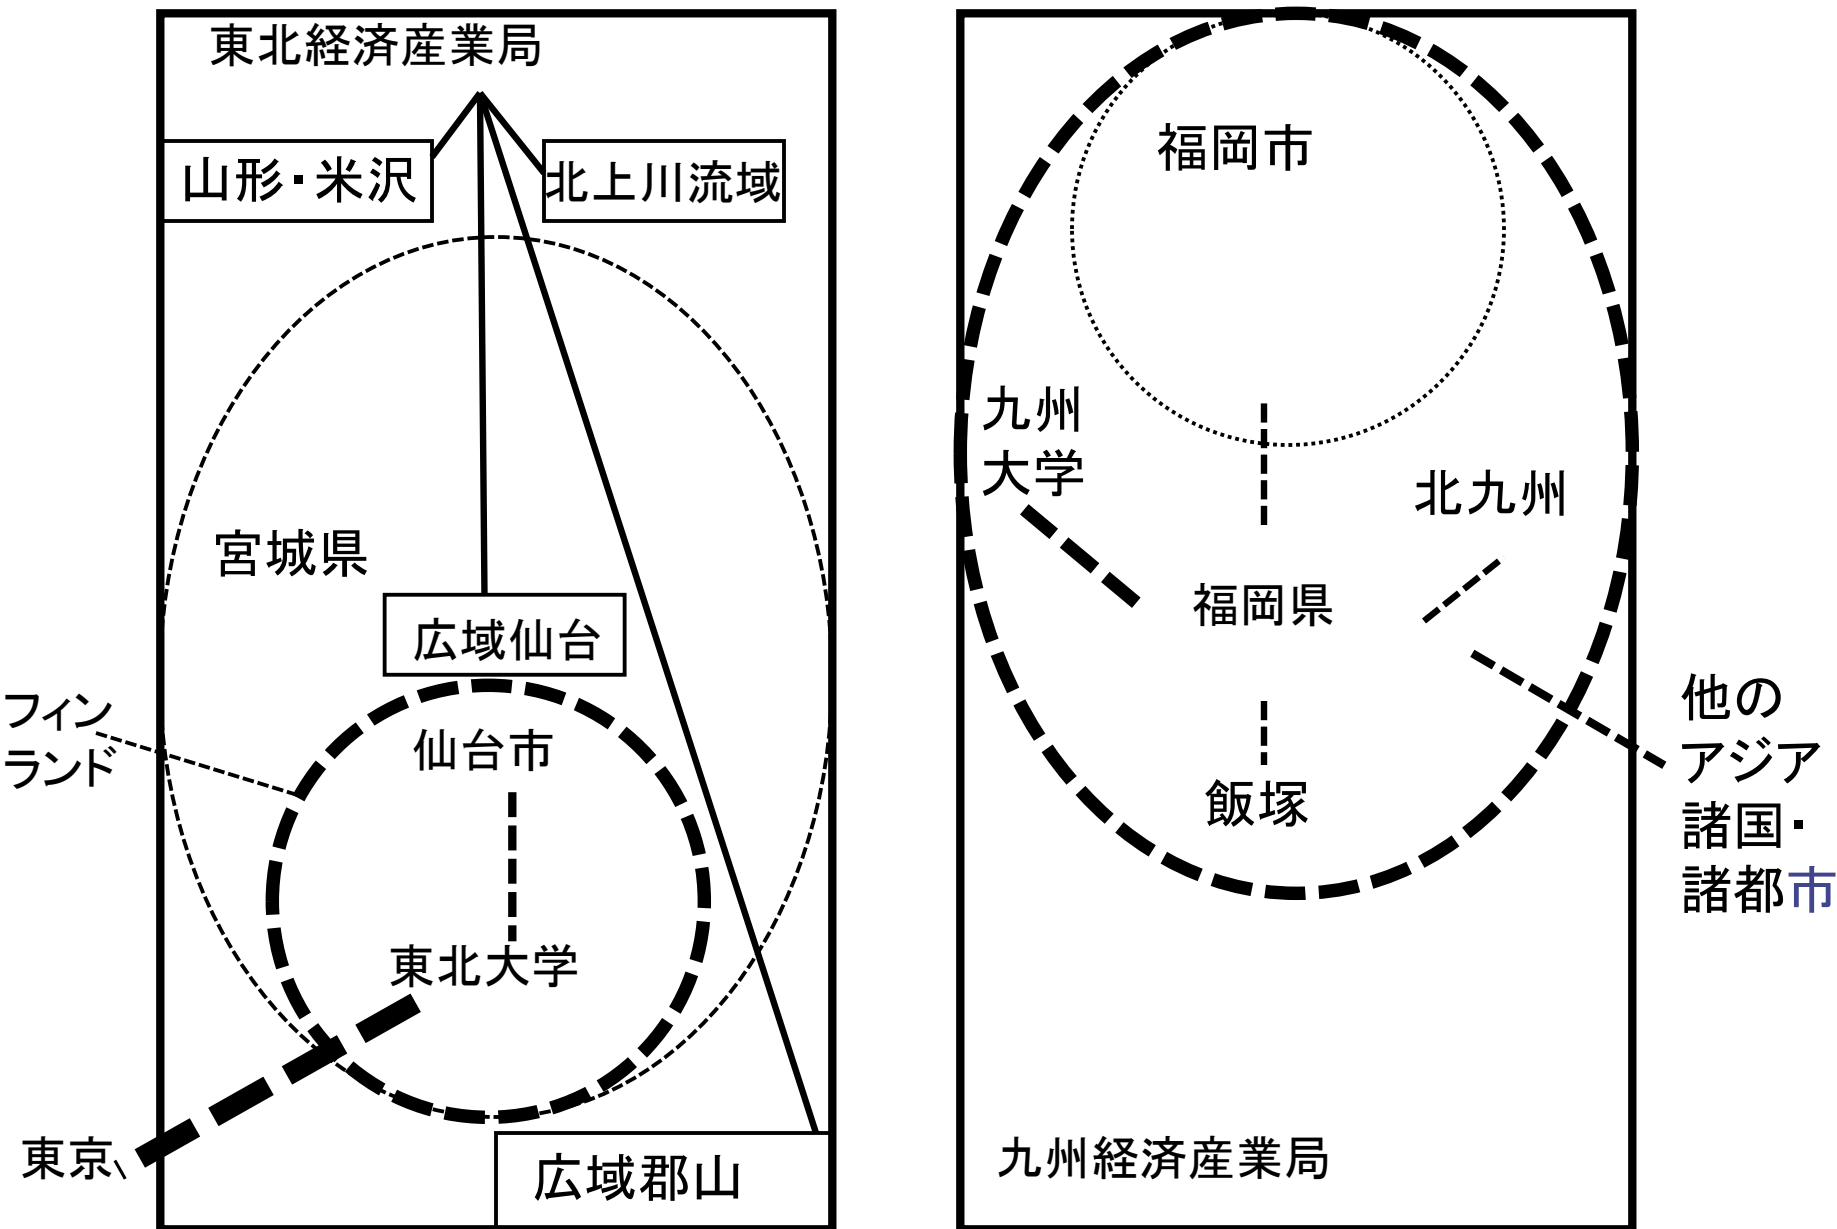 東北経済産業局
山形・米沢
北上川流域
宮城県
広域仙台
フィン
ランド
仙台市
東北大学
東京
広域郡山
福岡市
九州
大学
北九州
福岡県
飯塚
他の
アジア
諸国・
諸都市
九州経済産業局